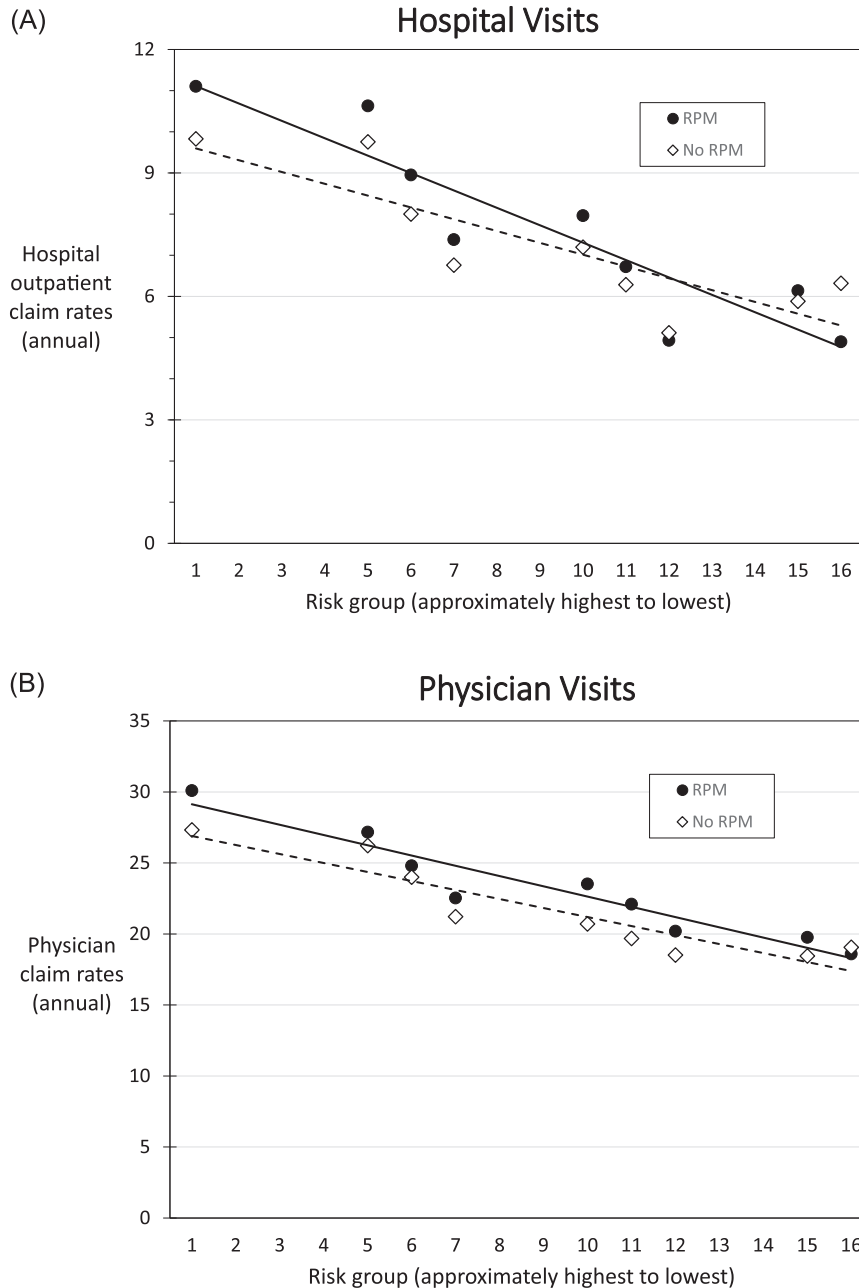 (A)
Hospital Visits
12
9
6
3
0
RPM
No RPM
Hospital
outpatient
claim rates
(annual)
1 2 3 4 5 6 7 8 9 10 11 12 13 14 15 16
Risk group (approximately highest to lowest)
(B)
Physician Visits
35
30
25
20
15
10
5
0
RPM
No RPM
Physician
claim rates
(annual)
1 2 3 4 5 6 7 8 9 10 11 12 13 14 15 16
Risk group (approximately highest to lowest)